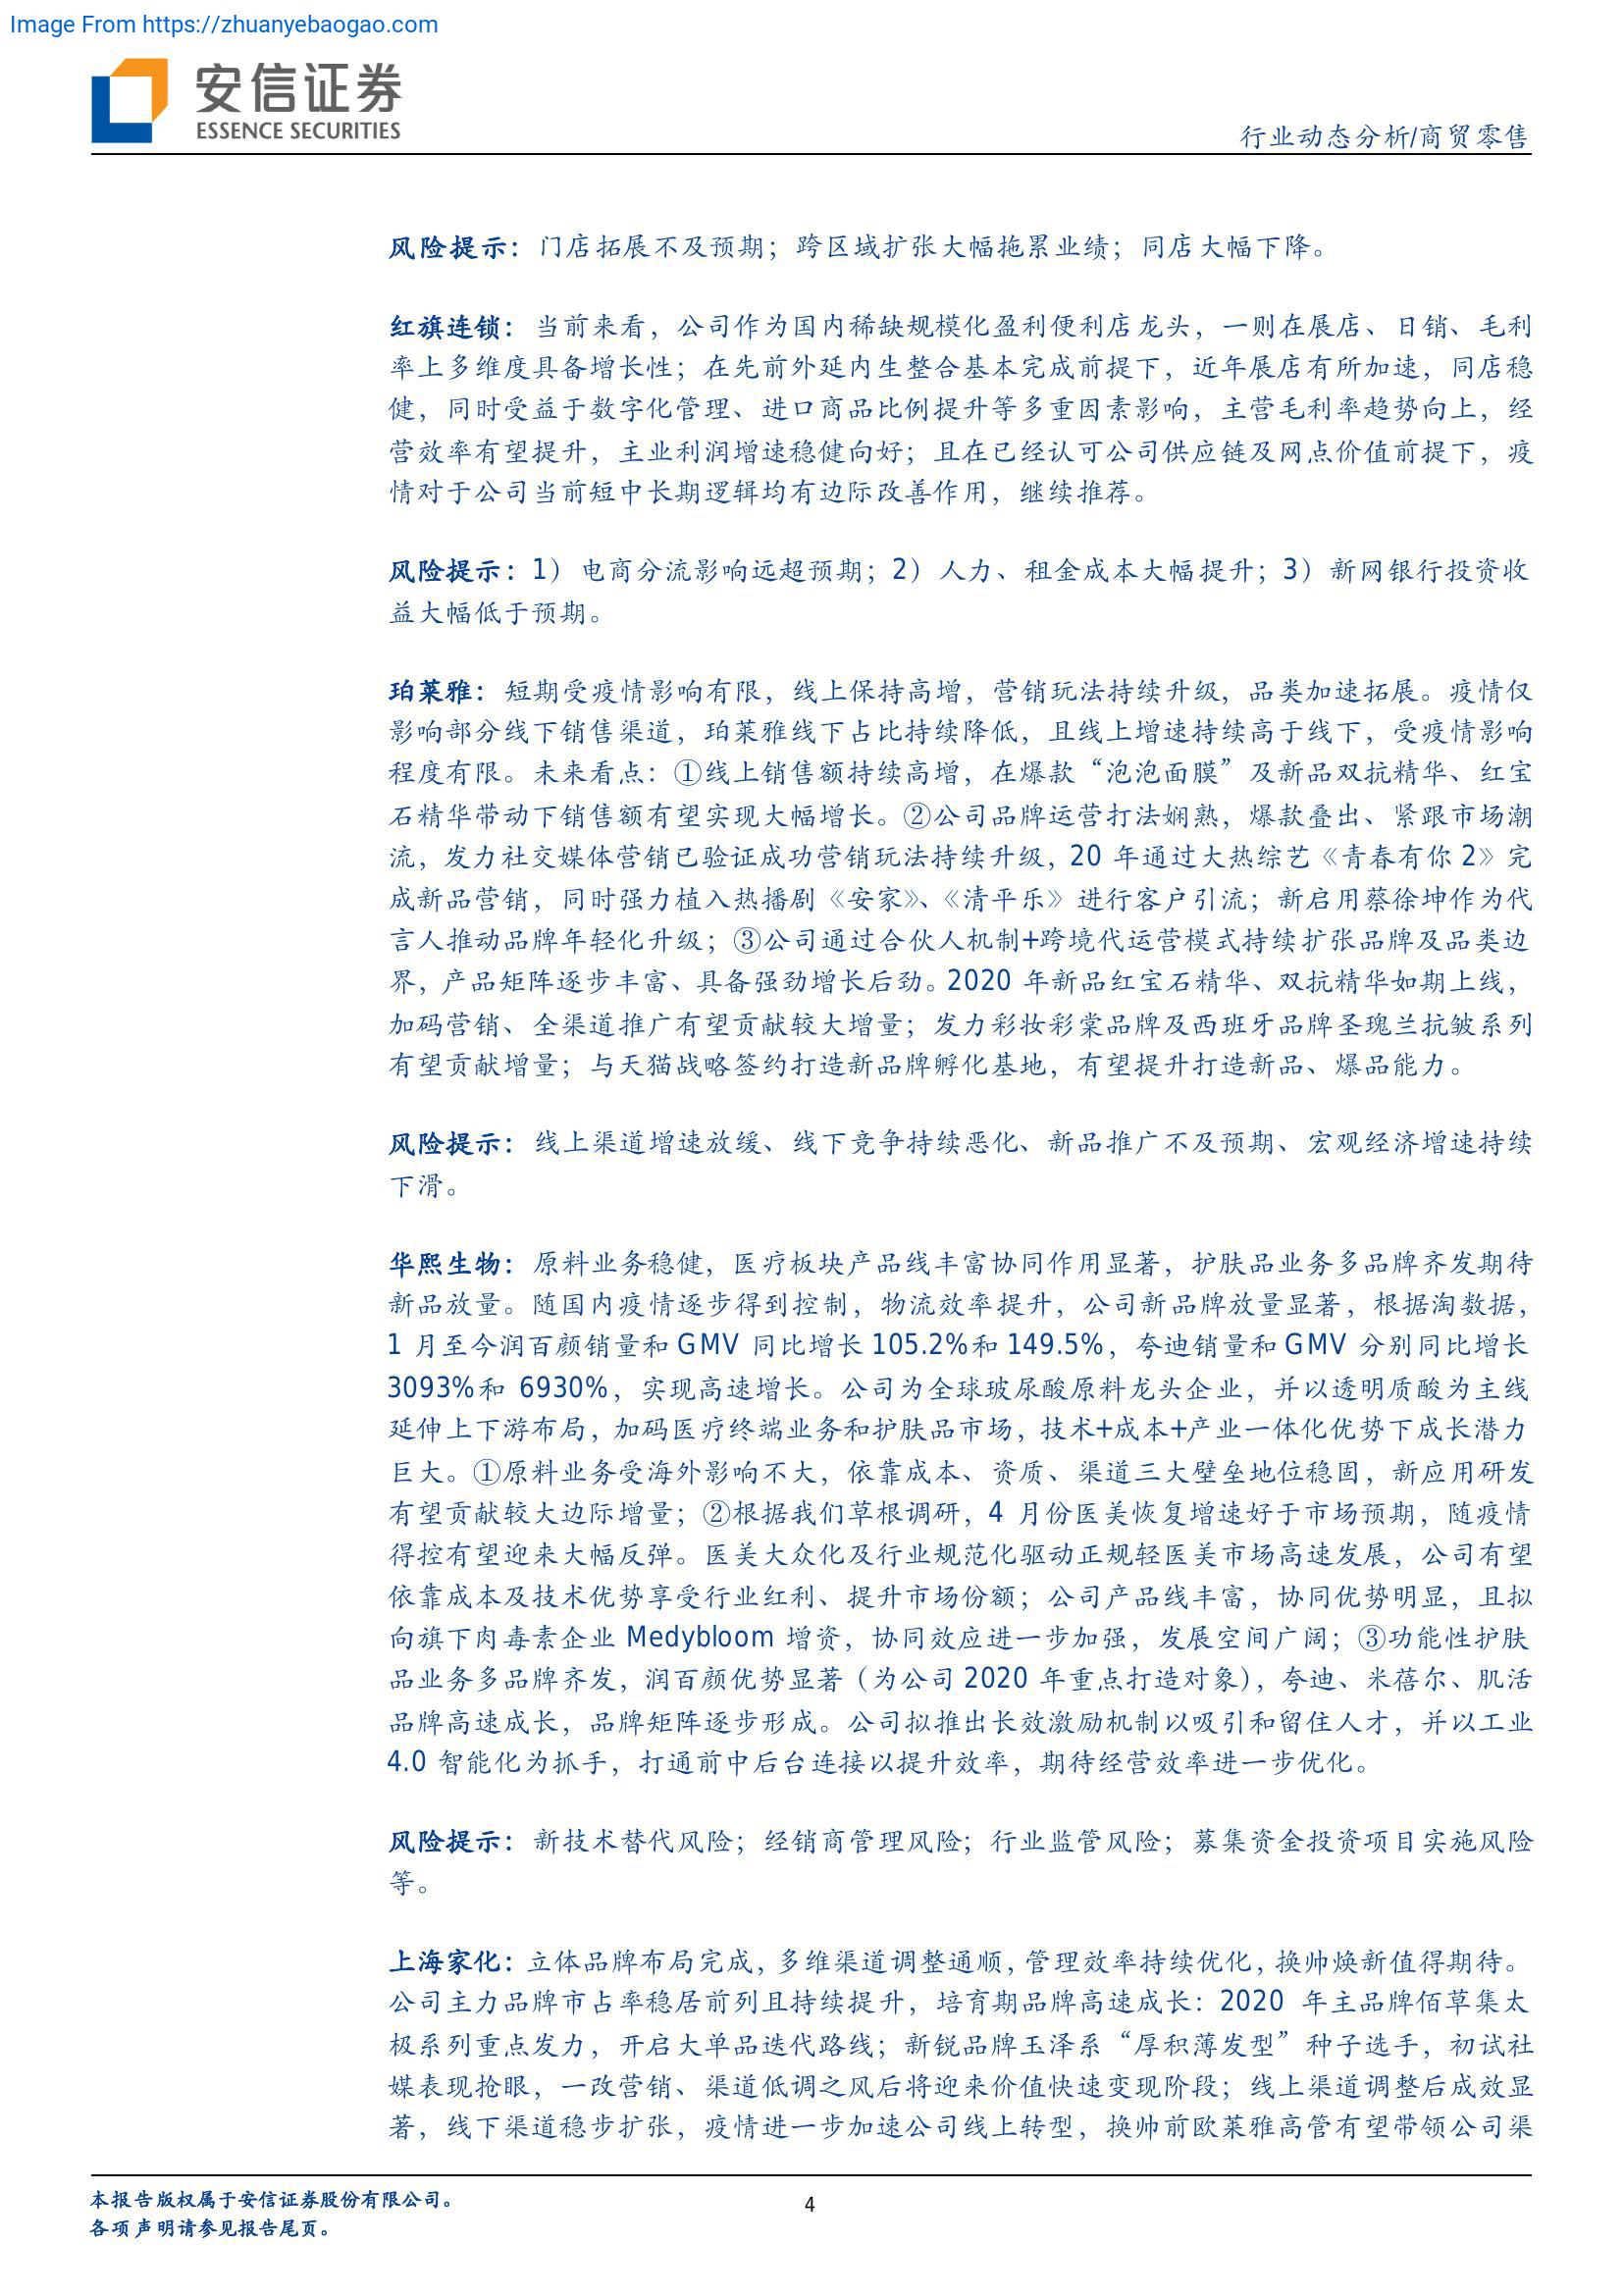 Image From https://zhuanyebaogao.com
安信证券
ESSENCE SECURITIES
行业动态分析/商贸零售
风险提示：门店拓展不及预期；跨区域扩张大幅拖累业绩；同店大幅下降。
红旗连锁：当前来看，公司作为国内稀缺规模化盈利便利店龙头，一则在展店、日销、毛利
率上多维度具备增长性；在先前外延内生整合基本完成前提下，近年展店有所加速，同店稳
健，同时受益于数字化管理、进口商品比例提升等多重因素影响，主营毛利率趋势向上，经
营效率有望提升，主业利润增速稳健向好；且在已经认可公司供应链及网点价值前提下，疫
情对于公司当前短中长期逻辑均有边际改善作用，继续推荐。
风险提示：1）电商分流影响远超预期；2）人力、租金成本大幅提升；3）新网银行投资收
益大幅低于预期。
珀莱雅：短期受疫情影响有限，线上保持高增，营销玩法持续升级，品类加速拓展。疫情仅
影响部分线下销售渠道，珀莱雅线下占比持续降低，且线上增速持续高于线下，受疫情影响
程度有限。未来看点：①线上销售额持续高增，在爆款“泡泡面膜”及新品双抗精华、红宝
石精华带动下销售额有望实现大幅增长。②公司品牌运营打法娴熟，爆款叠出、紧跟市场潮
流，发力社交媒体营销已验证成功营销玩法持续升级，20 年通过大热综艺《青春有你 2》完
成新品营销，同时强力植入热播剧《安家》、《清平乐》进行客户引流；新启用蔡徐坤作为代
言人推动品牌年轻化升级；③公司通过合伙人机制+跨境代运营模式持续扩张品牌及品类边
界，产品矩阵逐步丰富、具备强劲增长后劲。2020 年新品红宝石精华、双抗精华如期上线，
加码营销、全渠道推广有望贡献较大增量；发力彩妆彩棠品牌及西班牙品牌圣瑰兰抗皱系列
有望贡献增量；与天猫战略签约打造新品牌孵化基地，有望提升打造新品、爆品能力。
风险提示：线上渠道增速放缓、线下竞争持续恶化、新品推广不及预期、宏观经济增速持续
下滑。
华熙生物：原料业务稳健，医疗板块产品线丰富协同作用显著，护肤品业务多品牌齐发期待
新品放量。随国内疫情逐步得到控制，物流效率提升，公司新品牌放量显著，根据淘数据，
1 月至今润百颜销量和 GMV 同比增长 105.2%和 149.5%，夸迪销量和 GMV 分别同比增长
3093%和 6930%，实现高速增长。公司为全球玻尿酸原料龙头企业，并以透明质酸为主线
延伸上下游布局，加码医疗终端业务和护肤品市场，技术+成本+产业一体化优势下成长潜力
巨大。①原料业务受海外影响不大，依靠成本、资质、渠道三大壁垒地位稳固，新应用研发
有望贡献较大边际增量；②根据我们草根调研，4 月份医美恢复增速好于市场预期，随疫情
得控有望迎来大幅反弹。医美大众化及行业规范化驱动正规轻医美市场高速发展，公司有望
依靠成本及技术优势享受行业红利、提升市场份额；公司产品线丰富，协同优势明显，且拟
向旗下肉毒素企业 Medybloom 增资，协同效应进一步加强，发展空间广阔；③功能性护肤
品业务多品牌齐发，润百颜优势显著（为公司 2020 年重点打造对象），夸迪、米蓓尔、肌活
品牌高速成长，品牌矩阵逐步形成。公司拟推出长效激励机制以吸引和留住人才，并以工业
4.0 智能化为抓手，打通前中后台连接以提升效率，期待经营效率进一步优化。
风险提示：新技术替代风险；经销商管理风险；行业监管风险；募集资金投资项目实施风险
等。
上海家化：立体品牌布局完成，多维渠道调整通顺，管理效率持续优化，换帅焕新值得期待。
公司主力品牌市占率稳居前列且持续提升，培育期品牌高速成长：2020 年主品牌佰草集太
极系列重点发力，开启大单品迭代路线；新锐品牌玉泽系“厚积薄发型”种子选手，初试社
媒表现抢眼，一改营销、渠道低调之风后将迎来价值快速变现阶段；线上渠道调整后成效显
著，线下渠道稳步扩张，疫情进一步加速公司线上转型，换帅前欧莱雅高管有望带领公司渠
本报告版权属于安信证券股份有限公司。
各项声明请参见报告尾页。
4